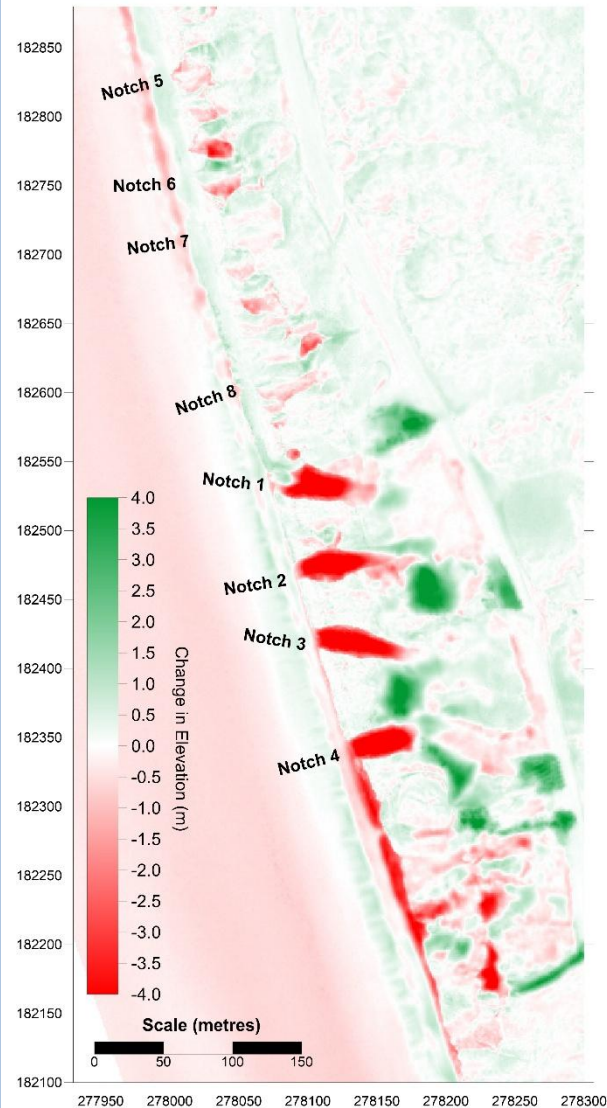 182850
182800
182750
182700
182650
182600
182550
182500
182450
182400
182350
182300
182250
182200
182150
182100
Notch 5
Notch 6
Notch 7
Notch 8
Notch 1
Notch 2
Notch 3
Notch 4
4.0
3.5
3.0
2.5
2.0
1.5
1.0
0.5
0.0
-0.5
-1.0
-1.5
-2.0
-2.5
-3.0
-3.5
-4.0
Change in Elevation (m)
Scale (metres)
0 50 100 150
277950 278000 278050 278100 278150 278200 278250 278300